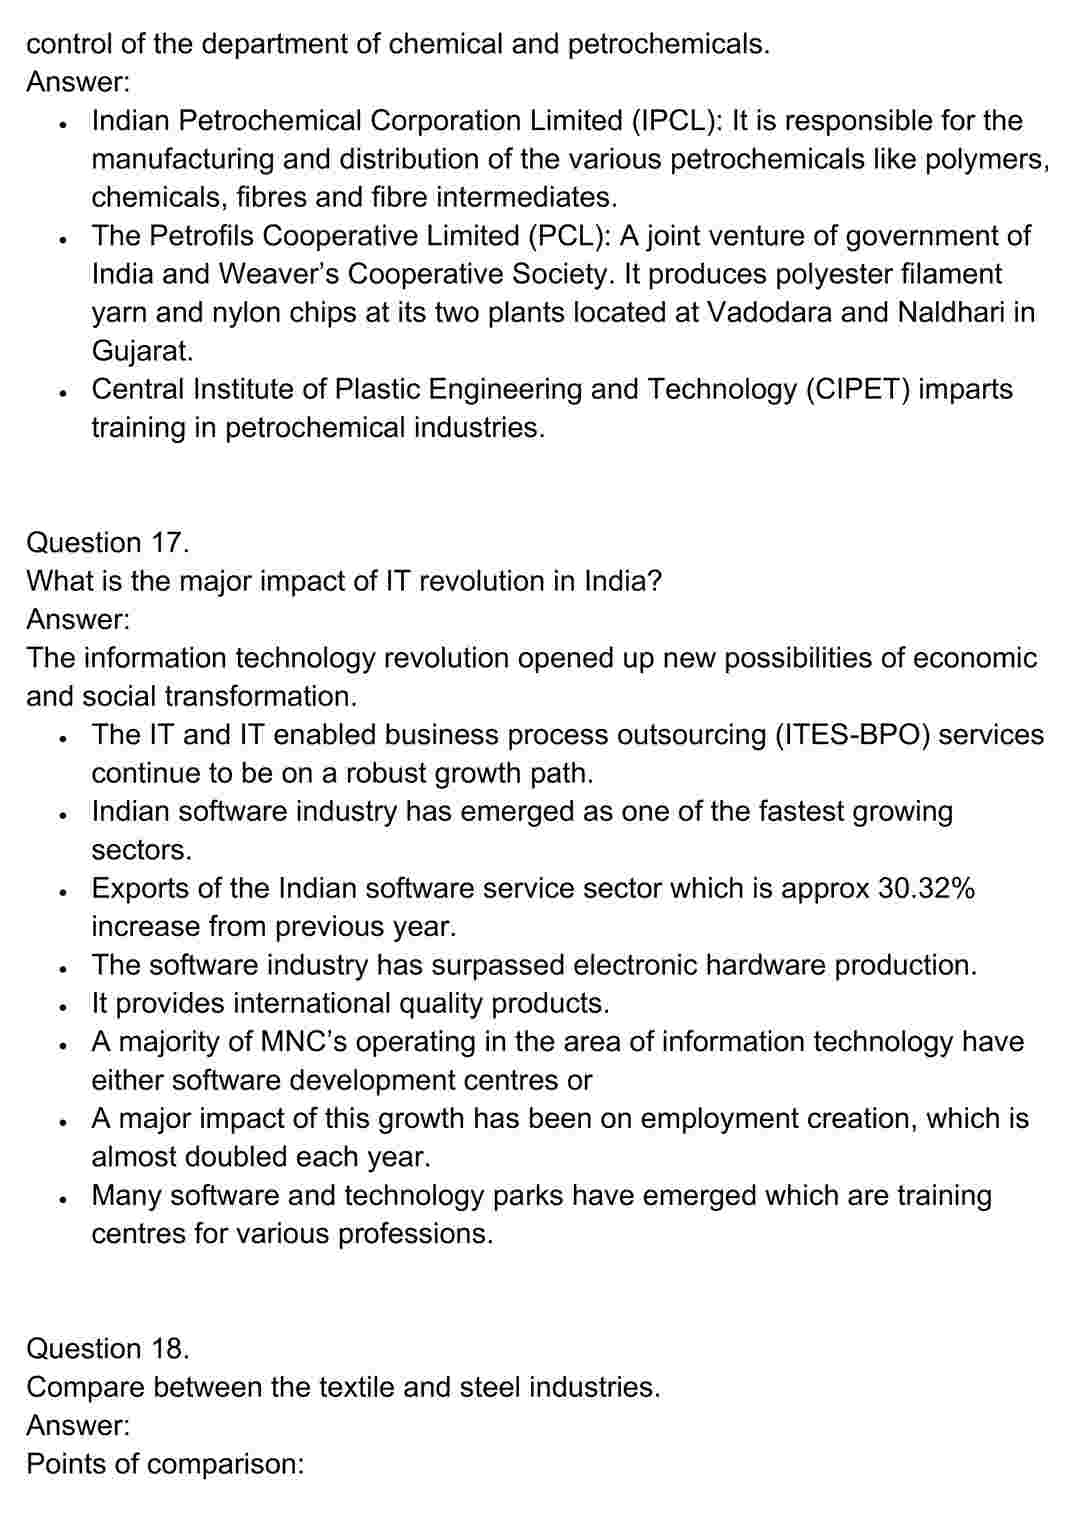 control of the department of chemical and petrochemicals.
Answer:
• Indian Petrochemical Corporation Limited (IPCL): It is responsible for the
manufacturing and distribution of the various petrochemicals like polymers,
chemicals, fibres and fibre intermediates.
• The Petrofils Cooperative Limited (PCL): A joint venture of government of
India and Weaver’s Cooperative Society. It produces polyester filament
yarn and nylon chips at its two plants located at Vadodara and Naldhari in
Gujarat.
• Central Institute of Plastic Engineering and Technology (CIPET) imparts
training in petrochemical industries.
Question 17.
What is the major impact of IT revolution in India?
Answer:
The information technology revolution opened up new possibilities of economic
and social transformation.
• The IT and IT enabled business process outsourcing (ITES-BPO) services
continue to be on a robust growth path.
• Indian software industry has emerged as one of the fastest growing
sectors.
• Exports of the Indian software service sector which is approx 30.32%
increase from previous year.
• The software industry has surpassed electronic hardware production.
• It provides international quality products.
• A majority of MNC’s operating in the area of information technology have
either software development centres or
• A major impact of this growth has been on employment creation, which is
almost doubled each year.
• Many software and technology parks have emerged which are training
centres for various professions.
Question 18.
Compare between the textile and steel industries.
Answer:
Points of comparison: